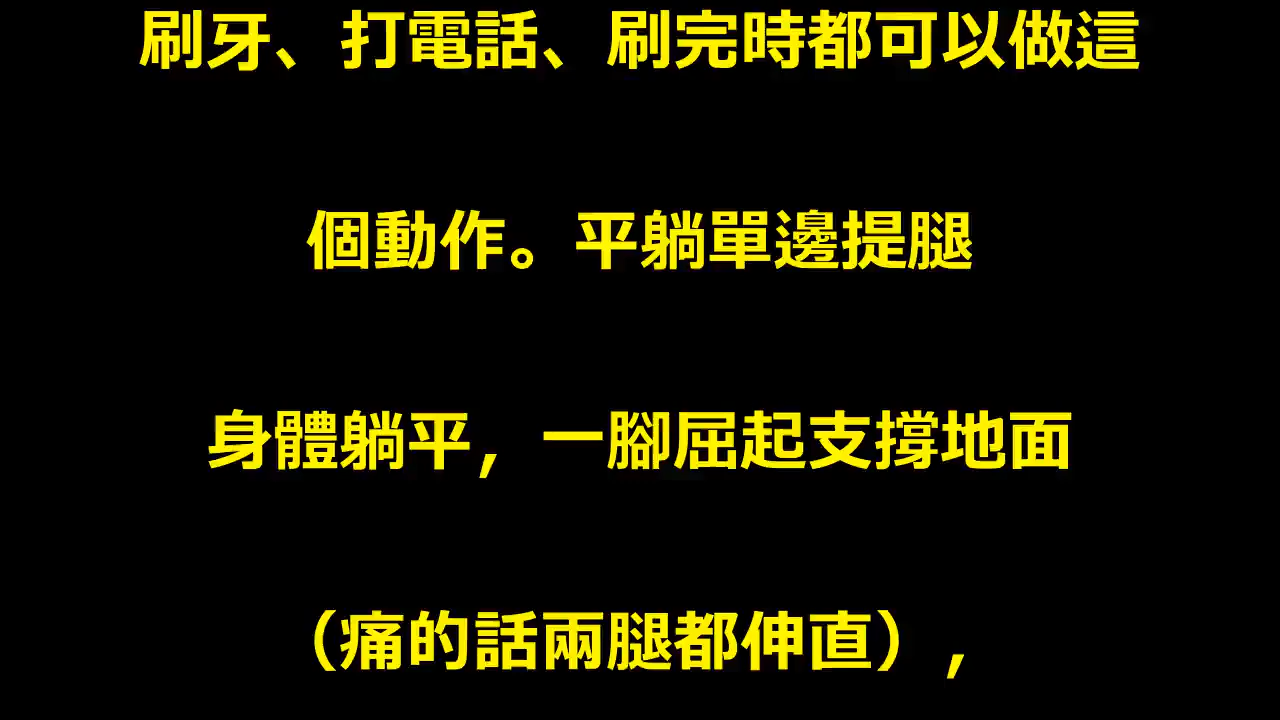 刷牙、打電話、刷完時都可以做這
個動作。平躺單邊提腿
身體躺平，一腳屈起支撐地面
（痛的話兩腿都伸直），